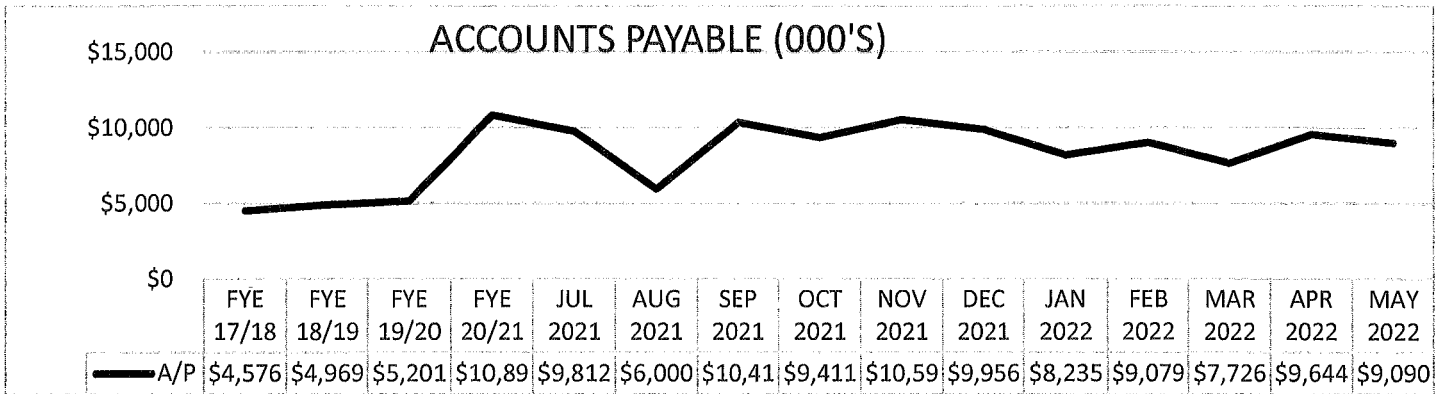 ACCOUNTS PAYABLE (000'S)
$15,000
$10,000
$5,000
$0
FYE 17/18 FYE 18/19 FYE 19/20 FYE 20/21 JUL 2021 AUG 2021 SEP 2021 OCT 2021 NOV 2021 DEC 2021 JAN 2022 FEB 2022 MAR 2022 APR 2022 MAY 2022
A/P $4,576 $4,969 $5,201 $10,89 $9,812 $6,000 $10,41 $9,411 $10,59 $9,956 $8,235 $9,079 $7,726 $9,644 $9,090